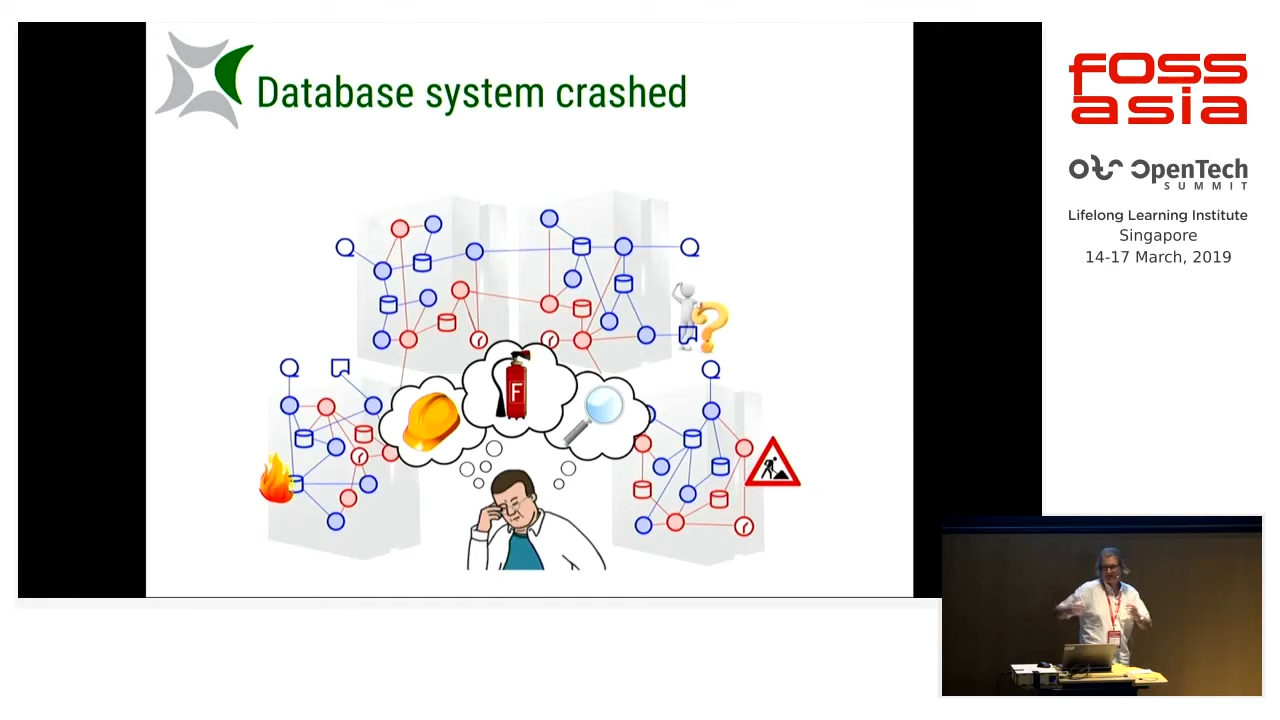 Database system crashed
F
foss
asia
OpenTech
SUMMIT
Lifelong Learning Institute
Singapore
14-17 March, 2019